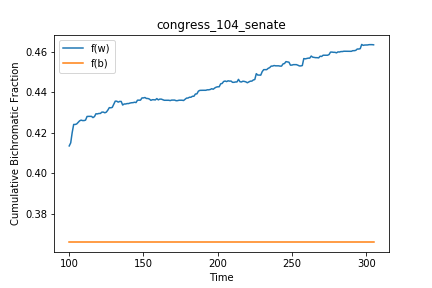 congress_104_senate
f(w)
f(b)
0.46
0.44
0.42
0.40
0.38
Cumulative Bichromatic Fraction
100
150
200
250
300
Time